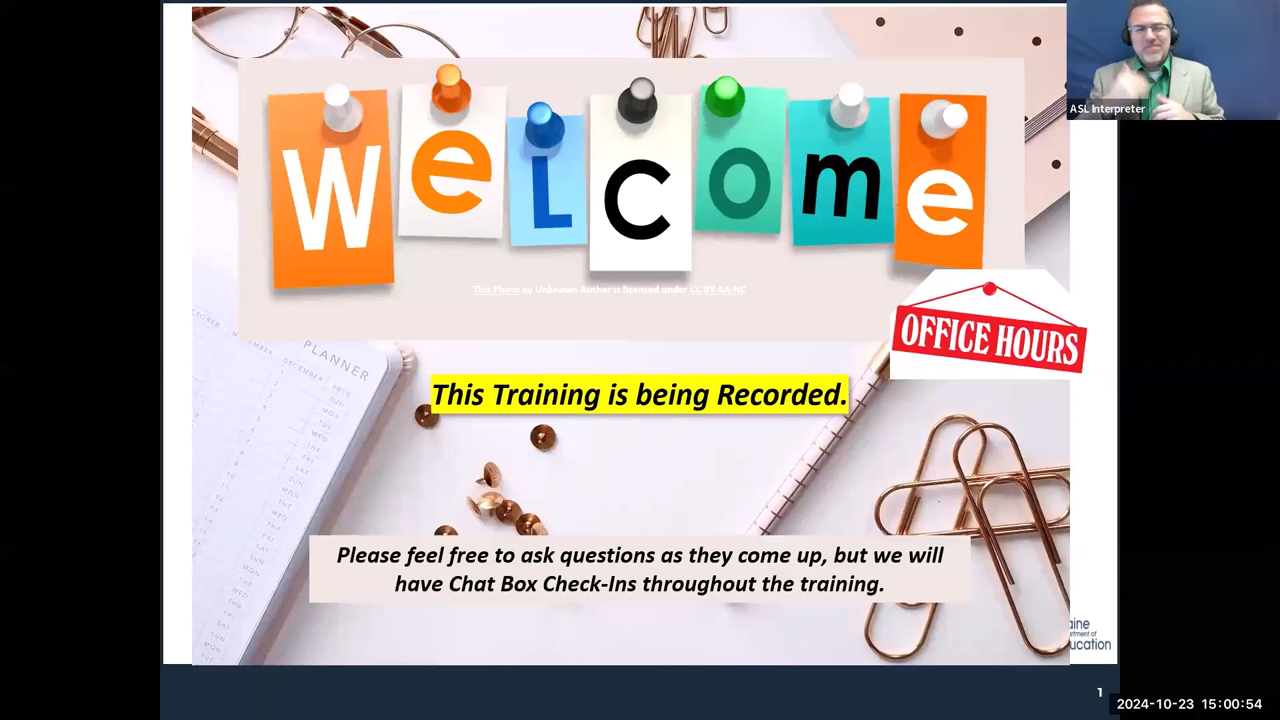 WeLcome
ASL Interpreter
This Photo by Unknown Author is licensed under CC BY-SA-NC
OFFICE HOURS
PLANNER
This Training is being Recorded.
Please feel free to ask questions as they come up, but we will
have Chat Box Check-Ins throughout the training.
1
2024-10-23 15:00:54